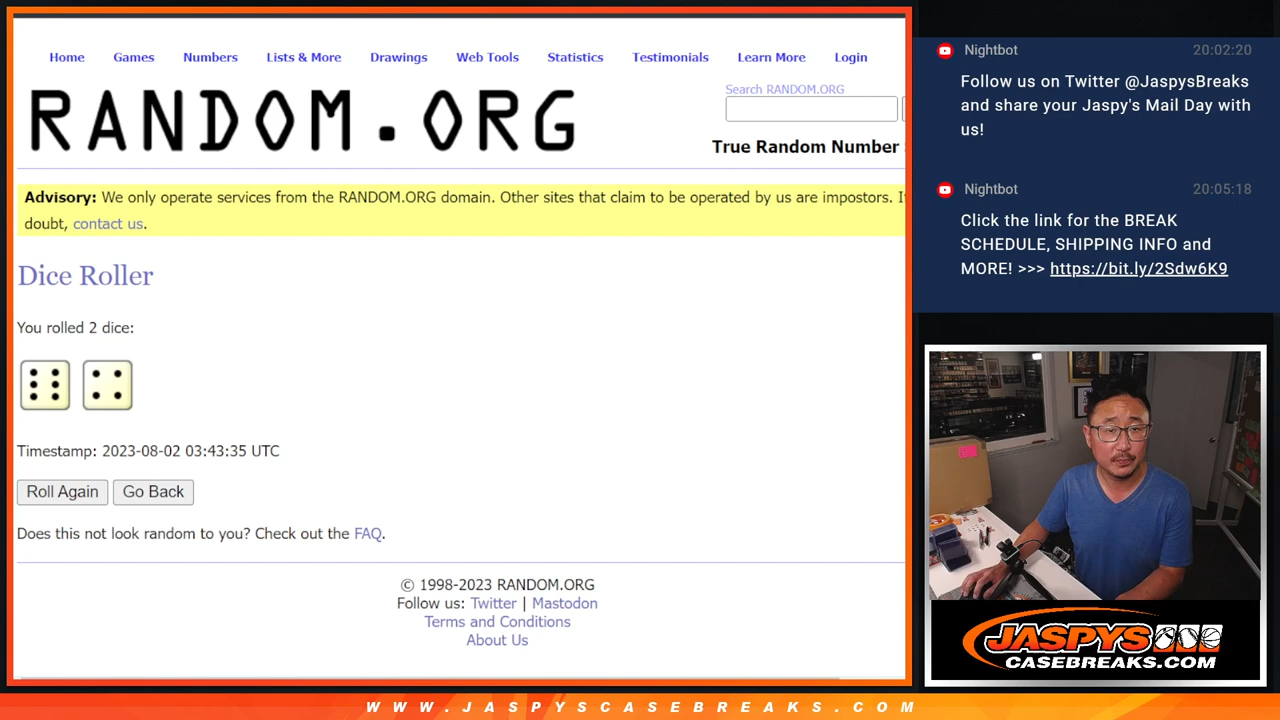 Home Games Numbers Lists & More Drawings Web Tools Statistics Testimonials Learn More Login
RANDOM.ORG
Search RANDOM.ORG
True Random Number
Advisory: We only operate services from the RANDOM.ORG domain. Other sites that claim to be operated by us are impostors.
doubt, contact us.
Dice Roller
You rolled 2 dice:
Timestamp: 2023-08-02 03:43:35 UTC
Roll Again Go Back
Does this not look random to you? Check out the FAQ.
© 1998-2023 RANDOM.ORG
Follow us: Twitter | Mastodon
Terms and Conditions
About Us
Nightbot 20:02:20
Follow us on Twitter @JaspysBreaks
and share your Jaspy's Mail Day with
us!
Nightbot 20:05:18
Click the link for the BREAK
SCHEDULE, SHIPPING INFO and
MORE! >>> https://bit.ly/2Sdw6K9
JASPYS
CASEBREAKS.COM
WWW.JASPYSCASEBREAKS.COM